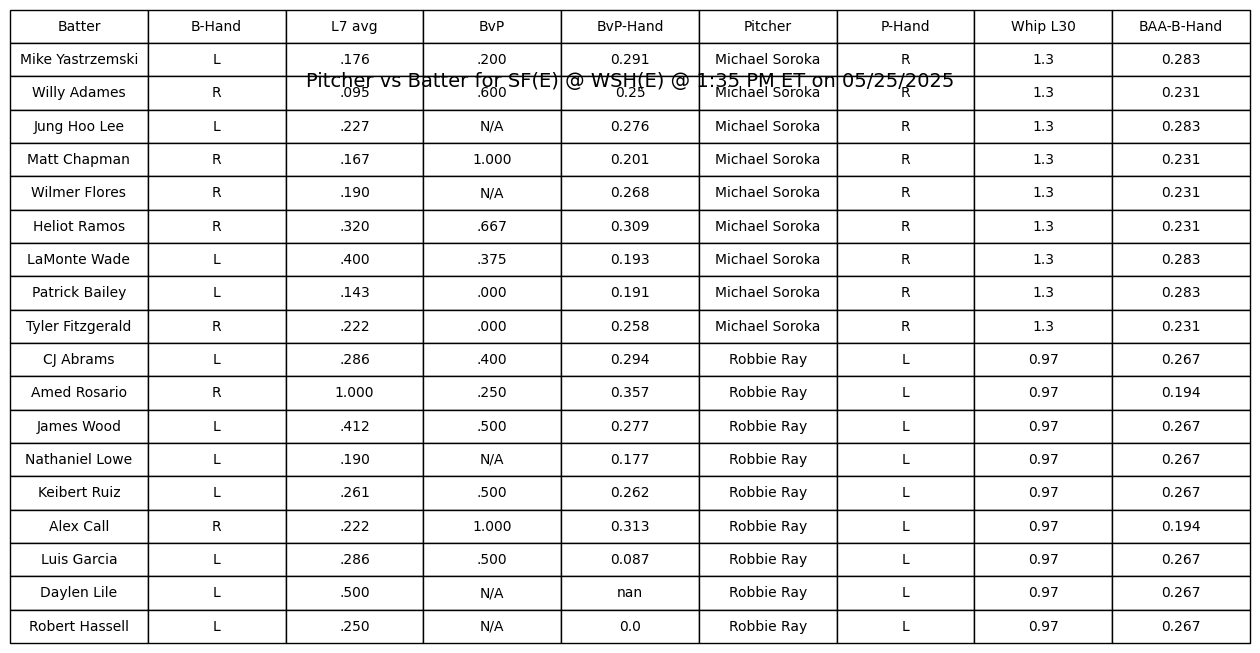 Batter B-Hand L7 avg BvP BvP-Hand Pitcher P-Hand Whip L30 BAA-B-Hand
Mike Yastrzemski L .176 .200 0.291 Michael Soroka R 1.3 0.283
Pitcher vs Batter for SF(E) @ WSH(E) @ 1:35 PM ET on 05/25/2025
Willy Adames R .095 .600 0.25 Michael Soroka R 1.3 0.231
Jung Hoo Lee L .227 N/A 0.276 Michael Soroka R 1.3 0.283
Matt Chapman R .167 1.000 0.201 Michael Soroka R 1.3 0.231
Wilmer Flores R .190 N/A 0.268 Michael Soroka R 1.3 0.231
Heliot Ramos R .320 .667 0.309 Michael Soroka R 1.3 0.231
LaMonte Wade L .400 .375 0.193 Michael Soroka R 1.3 0.283
Patrick Bailey L .143 .000 0.191 Michael Soroka R 1.3 0.283
Tyler Fitzgerald R .222 .000 0.258 Michael Soroka R 1.3 0.231
CJ Abrams L .286 .400 0.294 Robbie Ray L 0.97 0.267
Amed Rosario R 1.000 .250 0.357 Robbie Ray L 0.97 0.194
James Wood L .412 .500 0.277 Robbie Ray L 0.97 0.267
Nathaniel Lowe L .190 N/A 0.177 Robbie Ray L 0.97 0.267
Keibert Ruiz L .261 .500 0.262 Robbie Ray L 0.97 0.267
Alex Call R .222 1.000 0.313 Robbie Ray L 0.97 0.194
Luis Garcia L .286 .500 0.087 Robbie Ray L 0.97 0.267
Daylen Lile L .500 N/A nan Robbie Ray L 0.97 0.267
Robert Hassell L .250 N/A 0.0 Robbie Ray L 0.97 0.267